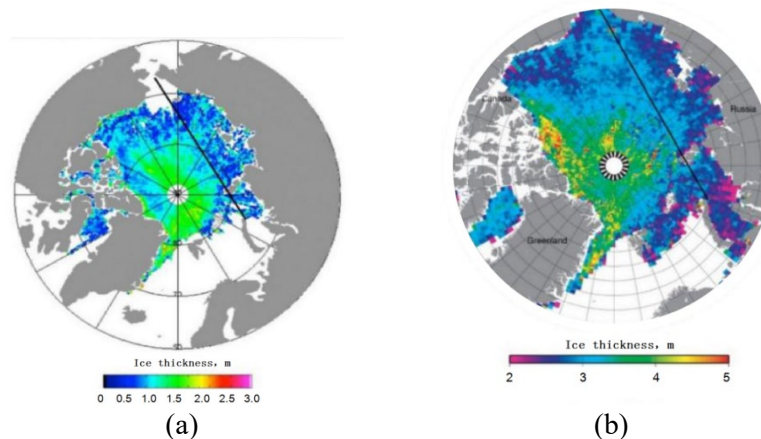 Canada
Russia
Greenland
Ice thickness, m
0 0.5 1.0 1.5 2.0 2.5 3.0
Ice thickness, m
2 3 4 5
(a)
(b)